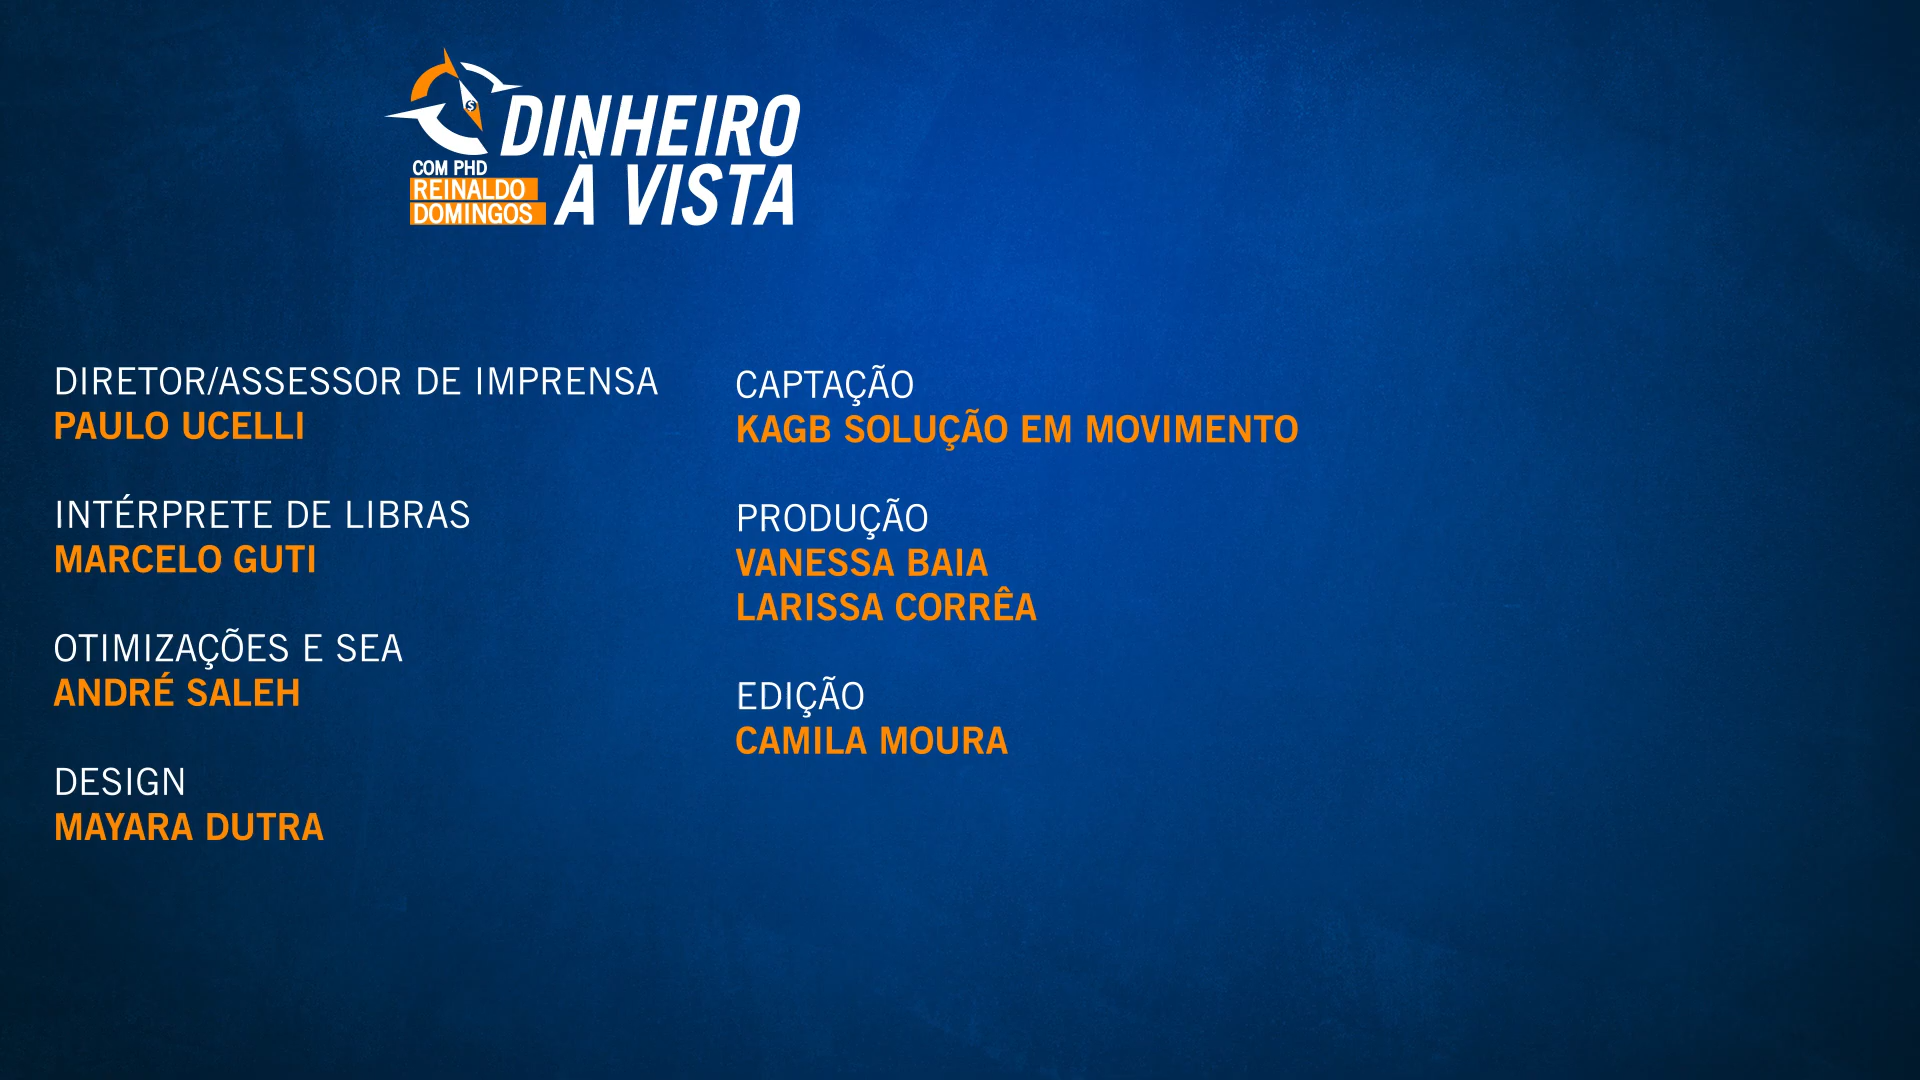 DINHEIRO
À VISTA
COM PHD
REINALDO
DOMINGOS
DIRETOR/ASSESSOR DE IMPRENSA
PAULO UCELLI
INTÉRPRETE DE LIBRAS
MARCELO GUTI
OTIMIZAÇÕES E SEA
ANDRÉ SALEH
DESIGN
MAYARA DUTRA
CAPTAÇÃO
KAGB SOLUÇÃO EM MOVIMENTO
PRODUÇÃO
VANESSA BAIA
LARISSA CORRÊA
EDIÇÃO
CAMILA MOURA